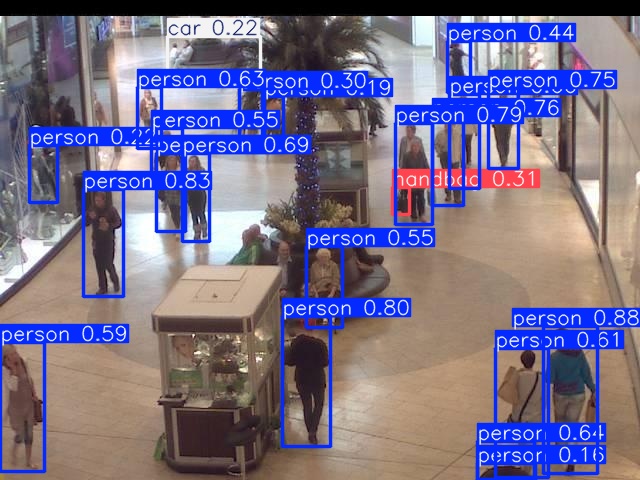 car 0.22
person 0.44
person 0.63
rson 0.30
0.19
person 0.75
0.76
person 0.79
person 0.55
person 0.22
person 0.69
person 0.83
handbag 0.31
person 0.55
person 0.80
person 0.88
person 0.59
person 0.61
person 0.64
person 0.16